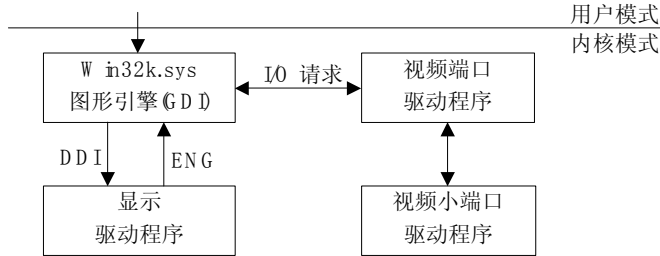 用户模式
内核模式
Win32k.sys
图形引擎(GDI)
I/O 请求
视频端口
驱动程序
DDI
ENG
显示
驱动程序
视频小端口
驱动程序